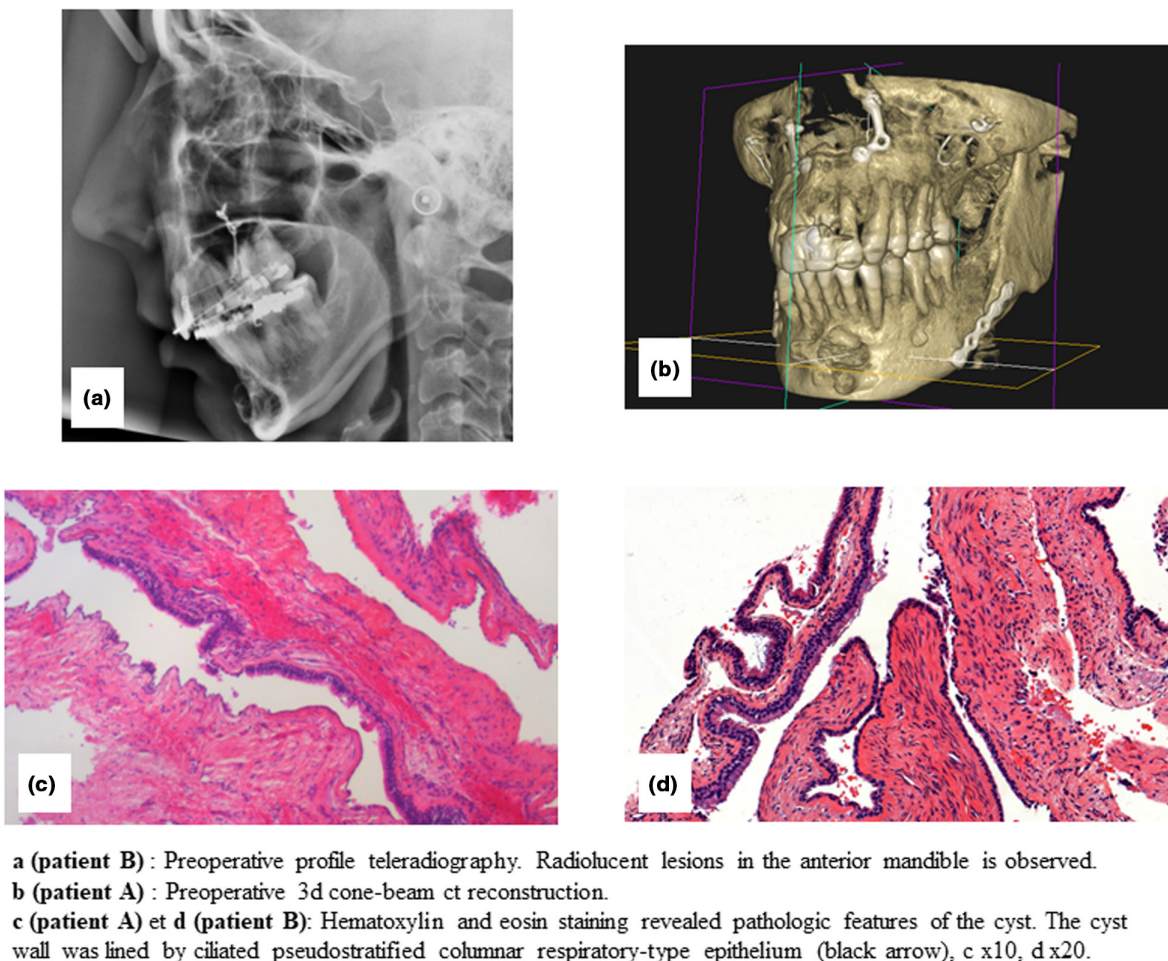 (a)
(b)
(c)
(d)
a (patient B) : Preoperative profile teleradiography. Radiolucent lesions in the anterior mandible is observed.
b (patient A) : Preoperative 3d cone-beam ct reconstruction.
c (patient A) et d (patient B): Hematoxylin and eosin staining revealed pathologic features of the cyst. The cyst
wall was lined by ciliated pseudostratified columnar respiratory-type epithelium (black arrow), c x10, d x20.